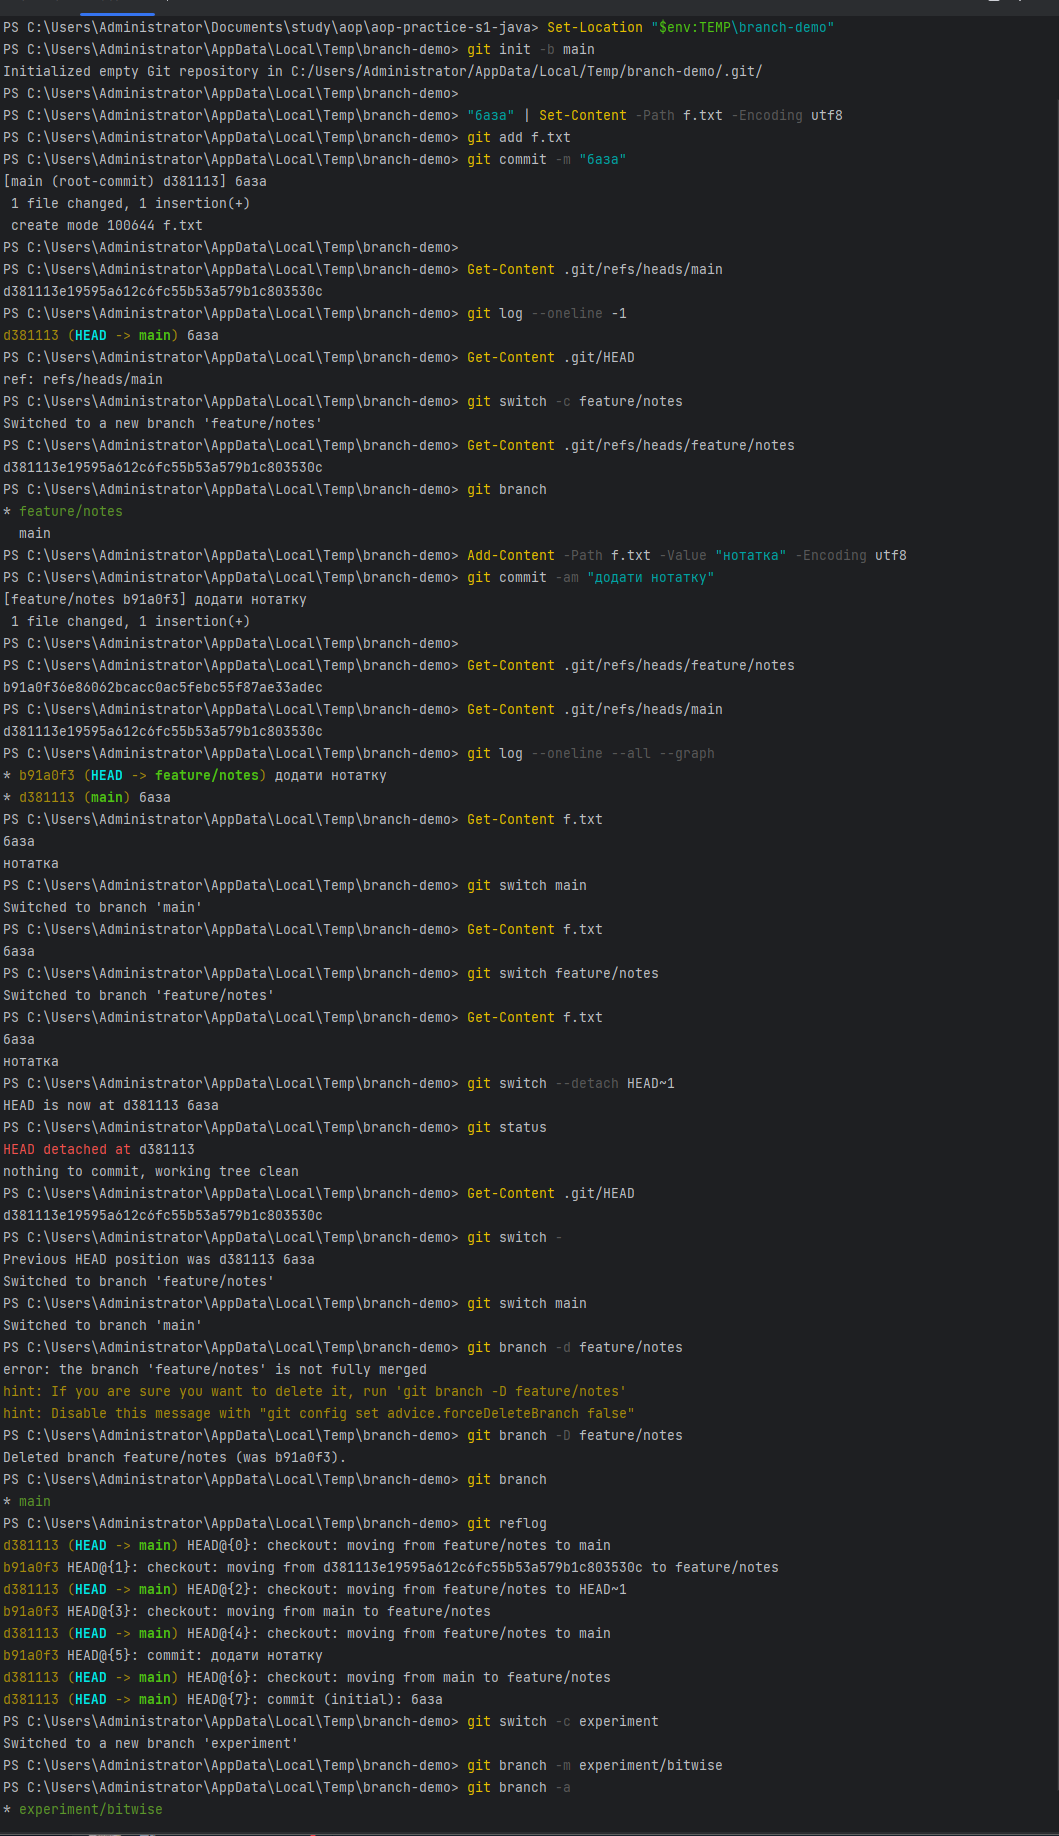 PS C:\Users\Administrator\Documents\study\aop\aop-practice-s1-java> Set-Location "$env:TEMP\branch-demo"
PS C:\Users\Administrator\AppData\Local\Temp\branch-demo> git init -b main
Initialized empty Git repository in C:/Users/Administrator/AppData/Local/Temp/branch-demo/.git/
PS C:\Users\Administrator\AppData\Local\Temp\branch-demo>
PS C:\Users\Administrator\AppData\Local\Temp\branch-demo> "база" | Set-Content -Path f.txt -Encoding utf8
PS C:\Users\Administrator\AppData\Local\Temp\branch-demo> git add f.txt
PS C:\Users\Administrator\AppData\Local\Temp\branch-demo> git commit -m "база"
[main (root-commit) d381113] база
 1 file changed, 1 insertion(+)
 create mode 100644 f.txt
PS C:\Users\Administrator\AppData\Local\Temp\branch-demo>
PS C:\Users\Administrator\AppData\Local\Temp\branch-demo> Get-Content .git/refs/heads/main
d381113e19595a612c6fc55b53a579b1c803530c
PS C:\Users\Administrator\AppData\Local\Temp\branch-demo> git log --oneline -1
d381113 (HEAD -> main) база
PS C:\Users\Administrator\AppData\Local\Temp\branch-demo> Get-Content .git/HEAD
ref: refs/heads/main
PS C:\Users\Administrator\AppData\Local\Temp\branch-demo> git switch -c feature/notes
Switched to a new branch 'feature/notes'
PS C:\Users\Administrator\AppData\Local\Temp\branch-demo> Get-Content .git/refs/heads/feature/notes
d381113e19595a612c6fc55b53a579b1c803530c
PS C:\Users\Administrator\AppData\Local\Temp\branch-demo> git branch
* feature/notes
  main
PS C:\Users\Administrator\AppData\Local\Temp\branch-demo> Add-Content -Path f.txt -Value "нотатка" -Encoding utf8
PS C:\Users\Administrator\AppData\Local\Temp\branch-demo> git commit -am "додати нотатку"
[feature/notes b91a0f3] додати нотатку
 1 file changed, 1 insertion(+)
PS C:\Users\Administrator\AppData\Local\Temp\branch-demo>
PS C:\Users\Administrator\AppData\Local\Temp\branch-demo> Get-Content .git/refs/heads/feature/notes
b91a0f36e86062bcacc0ac5febc55f87ae33adec
PS C:\Users\Administrator\AppData\Local\Temp\branch-demo> Get-Content .git/refs/heads/main
d381113e19595a612c6fc55b53a579b1c803530c
PS C:\Users\Administrator\AppData\Local\Temp\branch-demo> git log --oneline --all --graph
* b91a0f3 (HEAD -> feature/notes) додати нотатку
* d381113 (main) база
PS C:\Users\Administrator\AppData\Local\Temp\branch-demo> Get-Content f.txt
база
нотатка
PS C:\Users\Administrator\AppData\Local\Temp\branch-demo> git switch main
Switched to branch 'main'
PS C:\Users\Administrator\AppData\Local\Temp\branch-demo> Get-Content f.txt
база
PS C:\Users\Administrator\AppData\Local\Temp\branch-demo> git switch feature/notes
Switched to branch 'feature/notes'
PS C:\Users\Administrator\AppData\Local\Temp\branch-demo> Get-Content f.txt
база
нотатка
PS C:\Users\Administrator\AppData\Local\Temp\branch-demo> git switch --detach HEAD~1
HEAD is now at d381113 база
PS C:\Users\Administrator\AppData\Local\Temp\branch-demo> git status
HEAD detached at d381113
nothing to commit, working tree clean
PS C:\Users\Administrator\AppData\Local\Temp\branch-demo> Get-Content .git/HEAD
d381113e19595a612c6fc55b53a579b1c803530c
PS C:\Users\Administrator\AppData\Local\Temp\branch-demo> git switch -
Previous HEAD position was d381113 база
Switched to branch 'feature/notes'
PS C:\Users\Administrator\AppData\Local\Temp\branch-demo> git switch main
Switched to branch 'main'
PS C:\Users\Administrator\AppData\Local\Temp\branch-demo> git branch -d feature/notes
error: the branch 'feature/notes' is not fully merged
hint: If you are sure you want to delete it, run 'git branch -D feature/notes'
hint: Disable this message with "git config set advice.forceDeleteBranch false"
PS C:\Users\Administrator\AppData\Local\Temp\branch-demo> git branch -D feature/notes
Deleted branch feature/notes (was b91a0f3).
PS C:\Users\Administrator\AppData\Local\Temp\branch-demo> git branch
* main
PS C:\Users\Administrator\AppData\Local\Temp\branch-demo> git reflog
d381113 (HEAD -> main) HEAD@{0}: checkout: moving from feature/notes to main
b91a0f3 HEAD@{1}: checkout: moving from d381113e19595a612c6fc55b53a579b1c803530c to feature/notes
d381113 (HEAD -> main) HEAD@{2}: checkout: moving from feature/notes to HEAD~1
b91a0f3 HEAD@{3}: checkout: moving from main to feature/notes
d381113 (HEAD -> main) HEAD@{4}: checkout: moving from feature/notes to main
b91a0f3 HEAD@{5}: commit: додати нотатку
d381113 (HEAD -> main) HEAD@{6}: checkout: moving from main to feature/notes
d381113 (HEAD -> main) HEAD@{7}: commit (initial): база
PS C:\Users\Administrator\AppData\Local\Temp\branch-demo> git switch -c experiment
Switched to a new branch 'experiment'
PS C:\Users\Administrator\AppData\Local\Temp\branch-demo> git branch -m experiment/bitwise
PS C:\Users\Administrator\AppData\Local\Temp\branch-demo> git branch -a
* experiment/bitwise